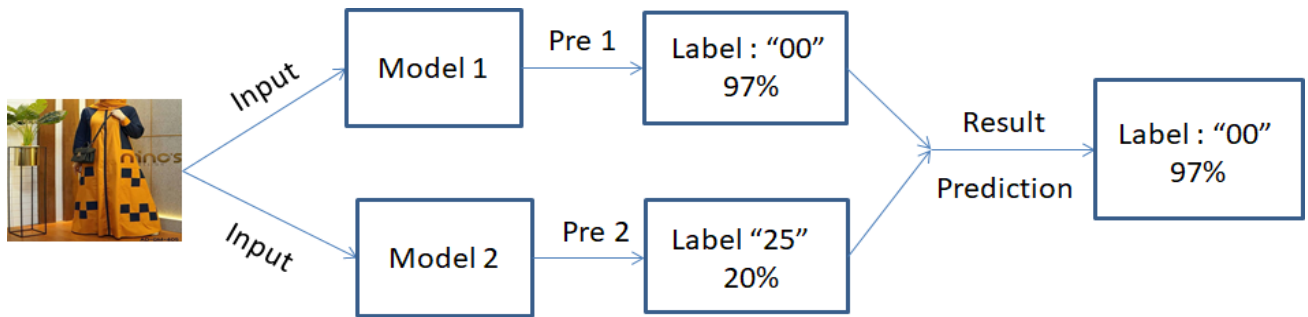 Input
Model 1
Pre 1
Label : “00”
97%
nino's
Input
Model 2
Pre 2
Label “25”
20%
Result
Prediction
Label : “00”
97%